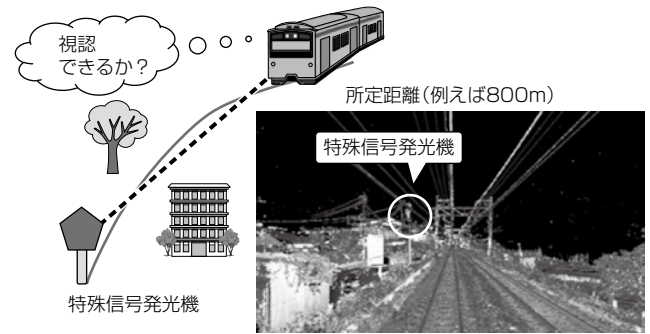 視認
できるか?
所定距離(例えば800m)
特殊信号発光機
特殊信号発光機